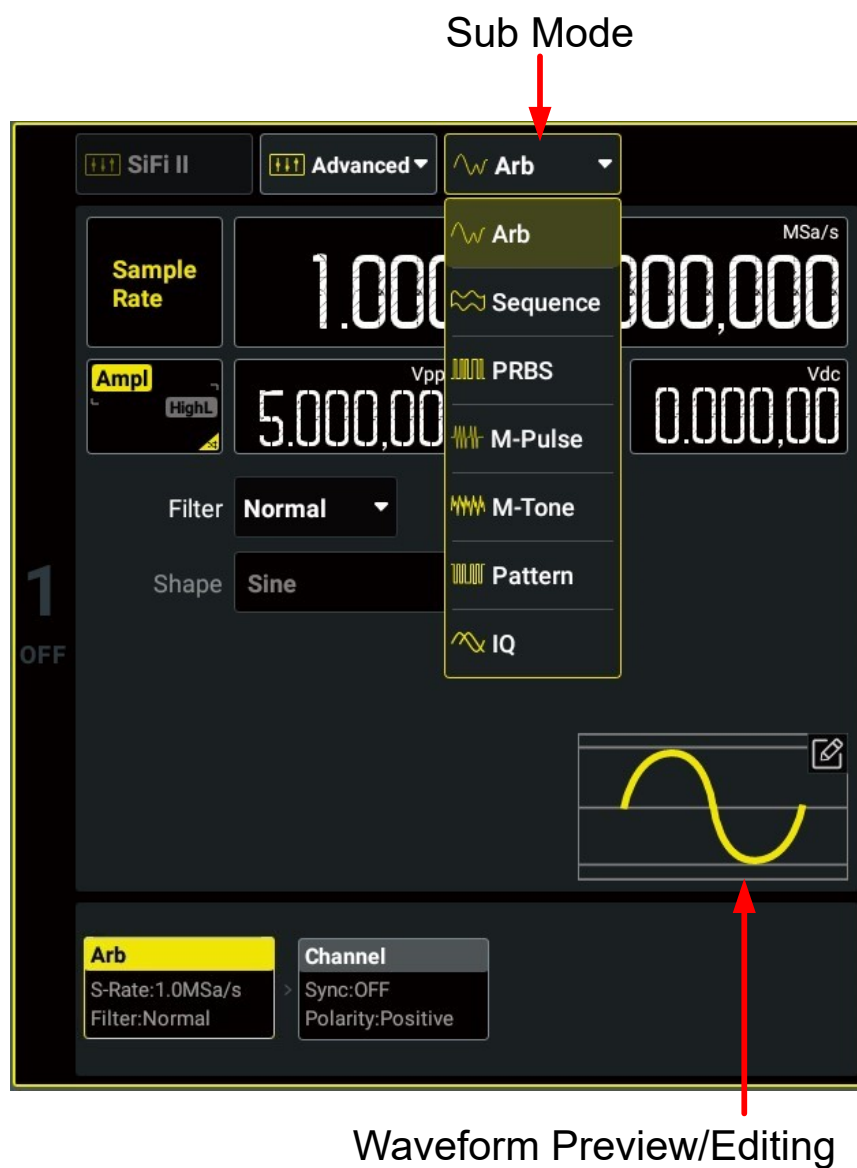 Sub Mode
SiFi II
Advanced
Arb
Arb
Sequence
PRBS
M-Pulse
M-Tone
Pattern
IQ
Sample
Rate
MSa/s
1.000
000,000
Ampl
HighL
Vpp
5.000,00
Vdc
0.000,00
Filter
Normal
Shape
Sine
1
OFF
Arb
S-Rate:1.0MSa/s
Filter:Normal
>
Channel
Sync:OFF
Polarity:Positive
Waveform Preview/Editing